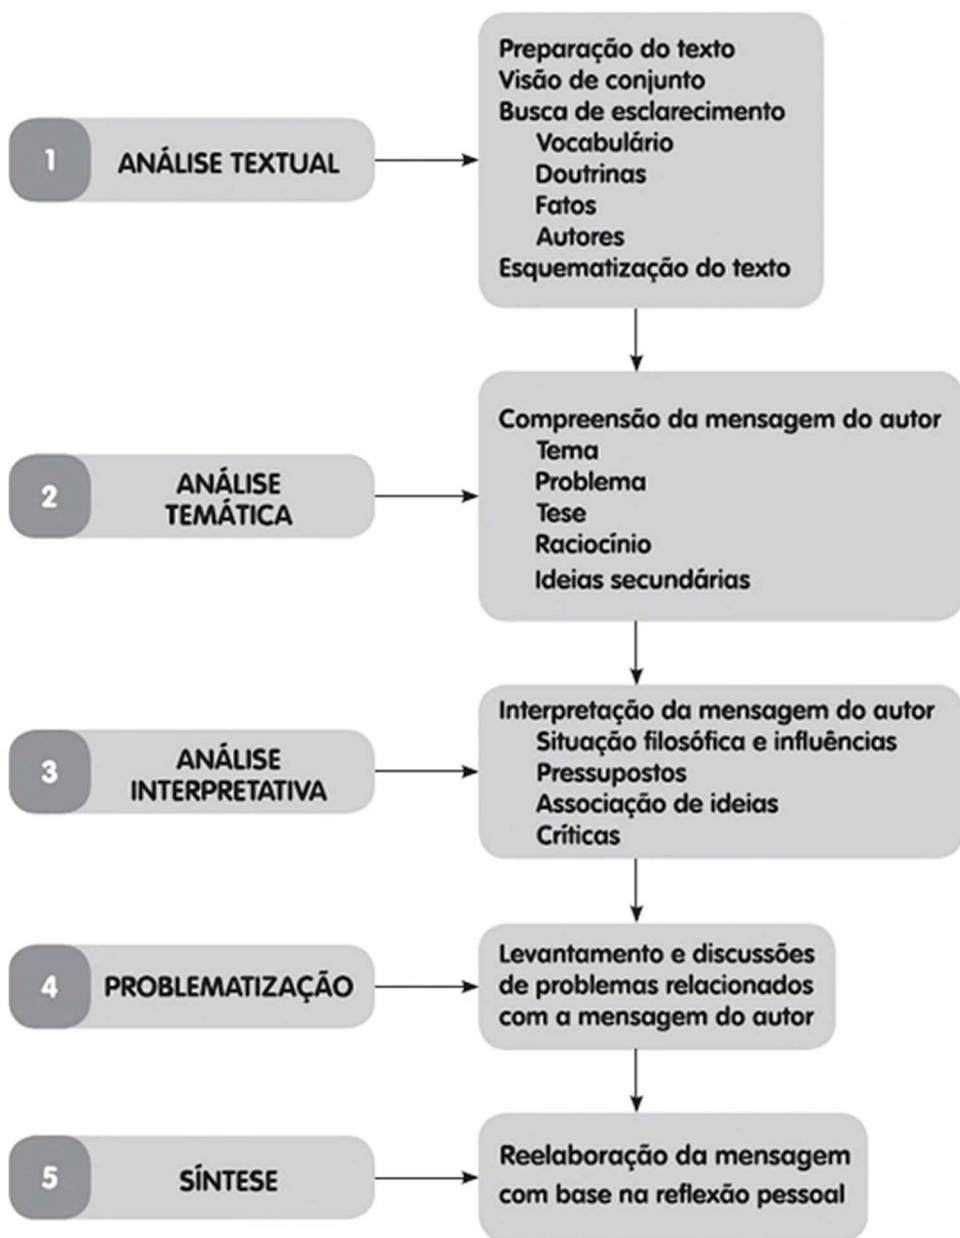 1
ANÁLISE TEXTUAL
Preparação do texto
Visão de conjunto
Busca de esclarecimento
Vocabulário
Doutrinas
Fatos
Autores
Esquematização do texto
2
ANÁLISE
TEMÁTICA
Compreensão da mensagem do autor
Tema
Problema
Tese
Raciocínio
Ideias secundárias
3
ANÁLISE
INTERPRETATIVA
Interpretação da mensagem do autor
Situação filosófica e influências
Pressupostos
Associação de ideias
Críticas
4
PROBLEMATIZAÇÃO
Levantamento e discussões
de problemas relacionados
com a mensagem do autor
5
SÍNTESE
Reelaboração da mensagem
com base na reflexão pessoal